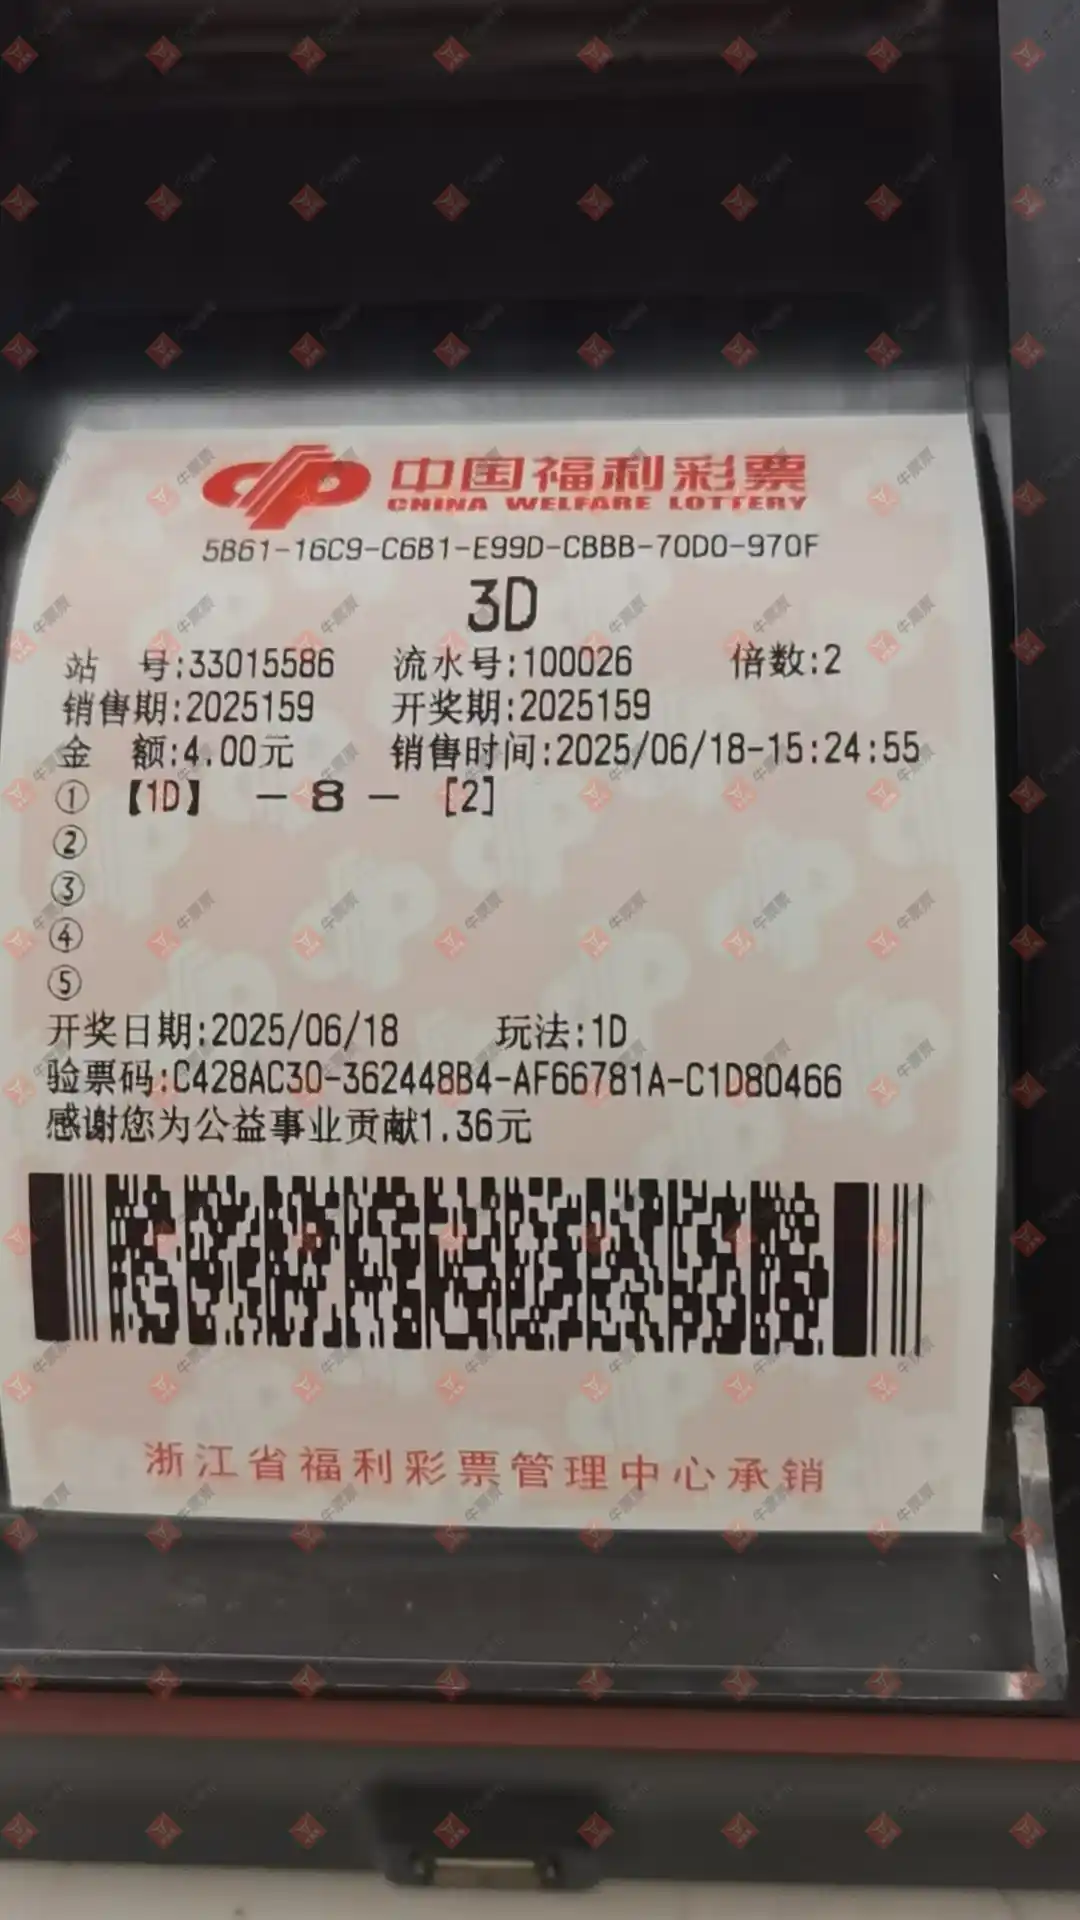 中国福利彩票
CHINA WELFARE LOTTERY
5B61-16C9-C6B1-E99D-CBBB-70D0-970F
3D
站 号:33015586 流水号:100026 倍数:2
销售期:2025159 开奖期:2025159
金 额:4.00元 销售时间:2025/06/18-15:24:55
① 【1D】 － 8 － [2]
②
③
④
⑤
开奖日期:2025/06/18 玩法:1D
验票码:C428AC30-362448B4-AF66781A-C1D80466
感谢您为公益事业贡献1.36元
浙江省福利彩票管理中心承销
牛票票